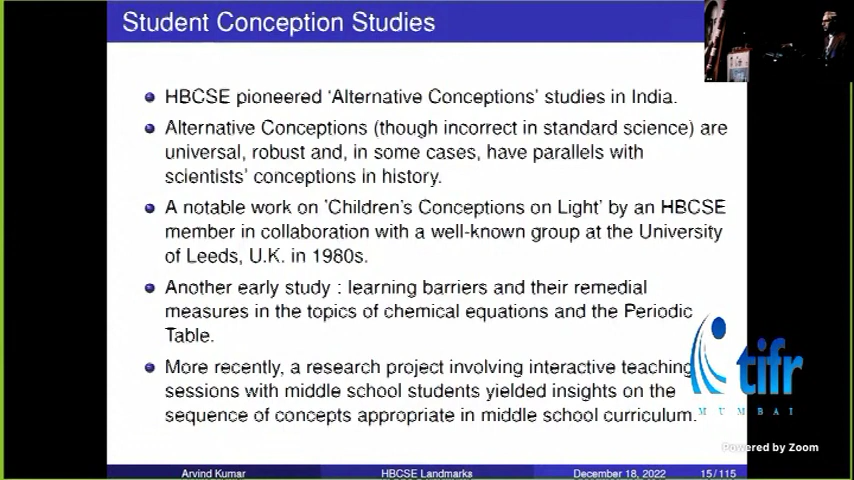 Student Conception Studies
HBCSE pioneered 'Alternative Conceptions' studies in India.
Alternative Conceptions (though incorrect in standard science) are
universal, robust and, in some cases, have parallels with
scientists' conceptions in history.
A notable work on 'Children's Conceptions on Light' by an HBCSE
member in collaboration with a well-known group at the University
of Leeds, U.K. in 1980s.
Another early study : learning barriers and their remedial
measures in the topics of chemical equations and the Periodic
Table.
More recently, a research project involving interactive teaching
sessions with middle school students yielded insights on the
sequence of concepts appropriate in middle school curriculum.
tifr
MUMBAI
Powered by Zoom
Arvind Kumar
HBCSE Landmarks
December 18, 2022
15/115